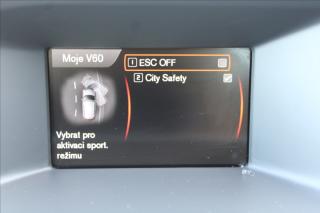 Moje V60
1 ESC OFF
2 City Safety
Vybrat pro
aktivaci sport.
režimu